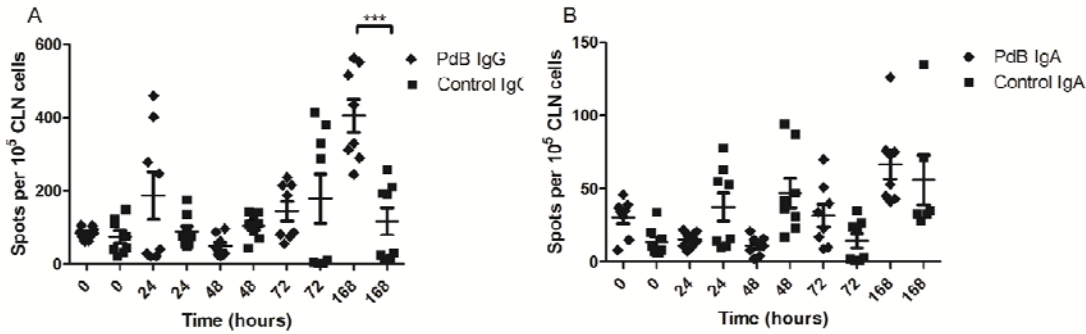 A
***
600
400
200
0
Spots per 10⁵ CLN cells
PdB IgG
Control IgG
0 0 24 24 48 48 72 72 168 168
Time (hours)
B
150
100
50
0
Spots per 10⁵ CLN cells
PdB IgA
Control IgA
0 0 24 24 48 48 72 72 168 168
Time (hours)